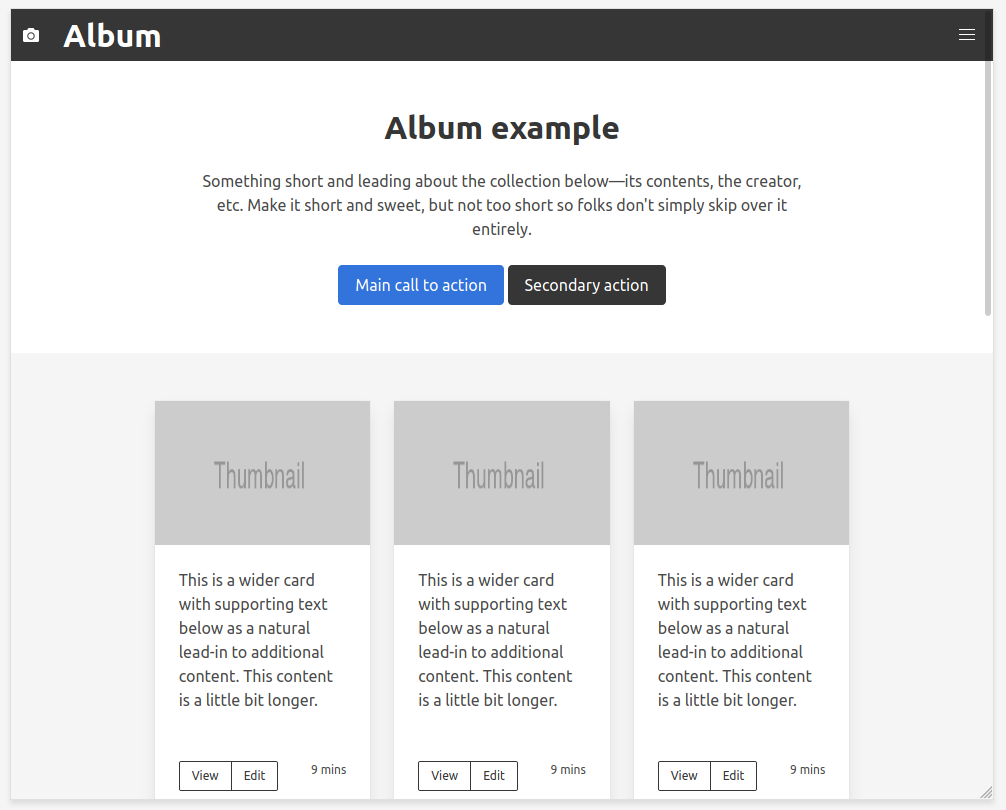 Album
Album example
Something short and leading about the collection below—its contents, the creator,
etc. Make it short and sweet, but not too short so folks don't simply skip over it
entirely.
Main call to action
Secondary action
Thumbnail
This is a wider card
with supporting text
below as a natural
lead-in to additional
content. This content
is a little bit longer.
View
Edit
9 mins
Thumbnail
This is a wider card
with supporting text
below as a natural
lead-in to additional
content. This content
is a little bit longer.
View
Edit
9 mins
Thumbnail
This is a wider card
with supporting text
below as a natural
lead-in to additional
content. This content
is a little bit longer.
View
Edit
9 mins